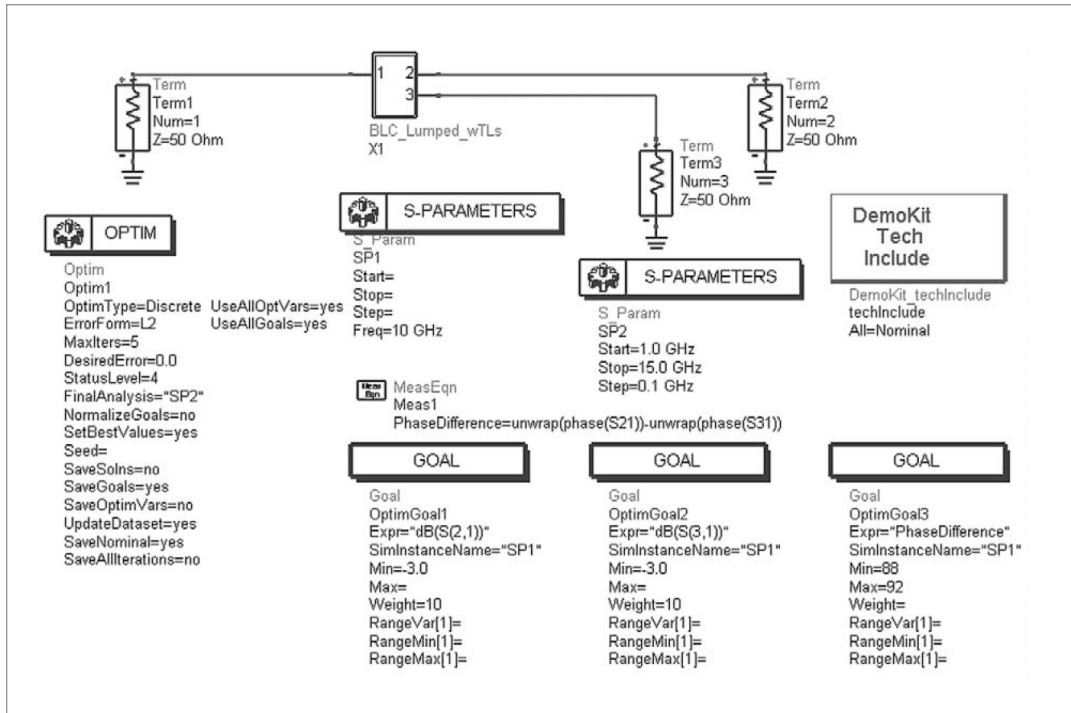 1
2
3
BLC_Lumped_wTLs
X1
Term
Term1
Num=1
Z=50 Ohm
Term
Term2
Num=2
Z=50 Ohm
Term
Term3
Num=3
Z=50 Ohm
OPTIM
Optim
Optim1
OptimType=Discrete UseAllOptVars=yes
ErrorForm=L2 UseAllGoals=yes
MaxIters=5
DesiredError=0.0
StatusLevel=4
FinalAnalysis="SP2"
NormalizeGoals=no
SetBestValues=yes
Seed=
SaveSolns=no
SaveGoals=yes
SaveOptimVars=no
UpdateDataset=yes
SaveNominal=yes
SaveAllIterations=no
S-PARAMETERS
S_Param
SP1
Start=
Stop=
Step=
Freq=10 GHz
S-PARAMETERS
S_Param
SP2
Start=1.0 GHz
Stop=15.0 GHz
Step=0.1 GHz
DemoKit
Tech
Include
DemoKit_techInclude
techInclude
All=Nominal
Meas
Eqn
MeasEqn
Meas1
PhaseDifference=unwrap(phase(S21))-unwrap(phase(S31))
GOAL
Goal
OptimGoal1
Expr="dB(S(2,1))"
SimInstanceName="SP1"
Min=-3.0
Max=
Weight=10
RangeVar[1]=
RangeMin[1]=
RangeMax[1]=
GOAL
Goal
OptimGoal2
Expr="dB(S(3,1))"
SimInstanceName="SP1"
Min=-3.0
Max=
Weight=10
RangeVar[1]=
RangeMin[1]=
RangeMax[1]=
GOAL
Goal
OptimGoal3
Expr="PhaseDifference"
SimInstanceName="SP1"
Min=88
Max=92
Weight=
RangeVar[1]=
RangeMin[1]=
RangeMax[1]=